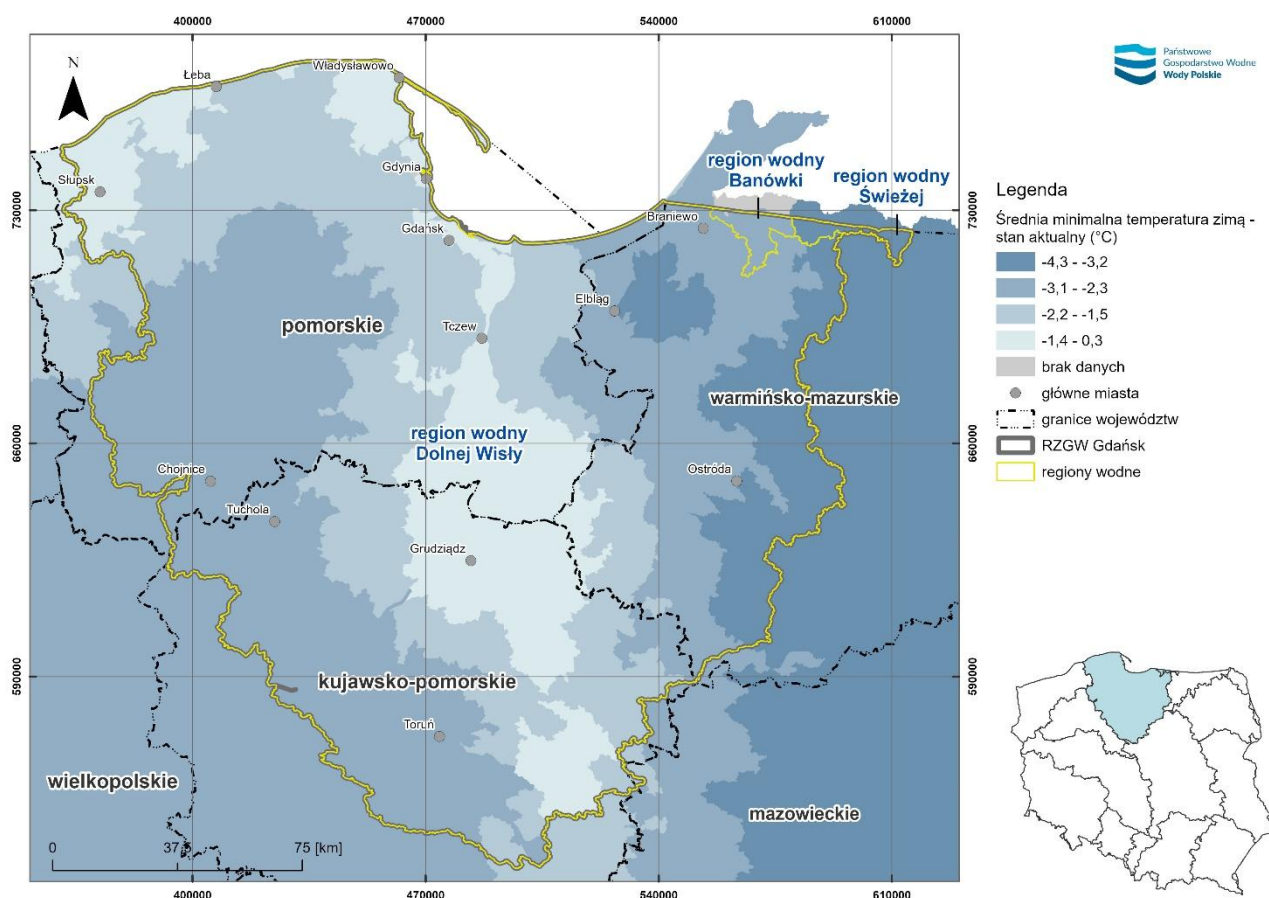 400000
470000
540000
610000
Państwowe
Gospodarstwo Wodne
Wody Polskie
N
Łeba
Władysławowo
Słupsk
Gdynia
region wodny
Banówki
region wodny
Świeżej
730000
730000
Gdańsk
Braniewo
Elbląg
pomorskie
Tczew
warmińsko-mazurskie
region wodny
Dolnej Wisły
660000
660000
Chojnice
Ostróda
Tuchola
Grudziądz
590000
590000
kujawsko-pomorskie
Toruń
wielkopolskie
mazowieckie
0
37,5
75 [km]
400000
470000
540000
610000
Legenda
Średnia minimalna temperatura zimą -
stan aktualny (°C)
-4,3 - -3,2
-3,1 - -2,3
-2,2 - -1,5
-1,4 - 0,3
brak danych
główne miasta
granice województw
RZGW Gdańsk
regiony wodne